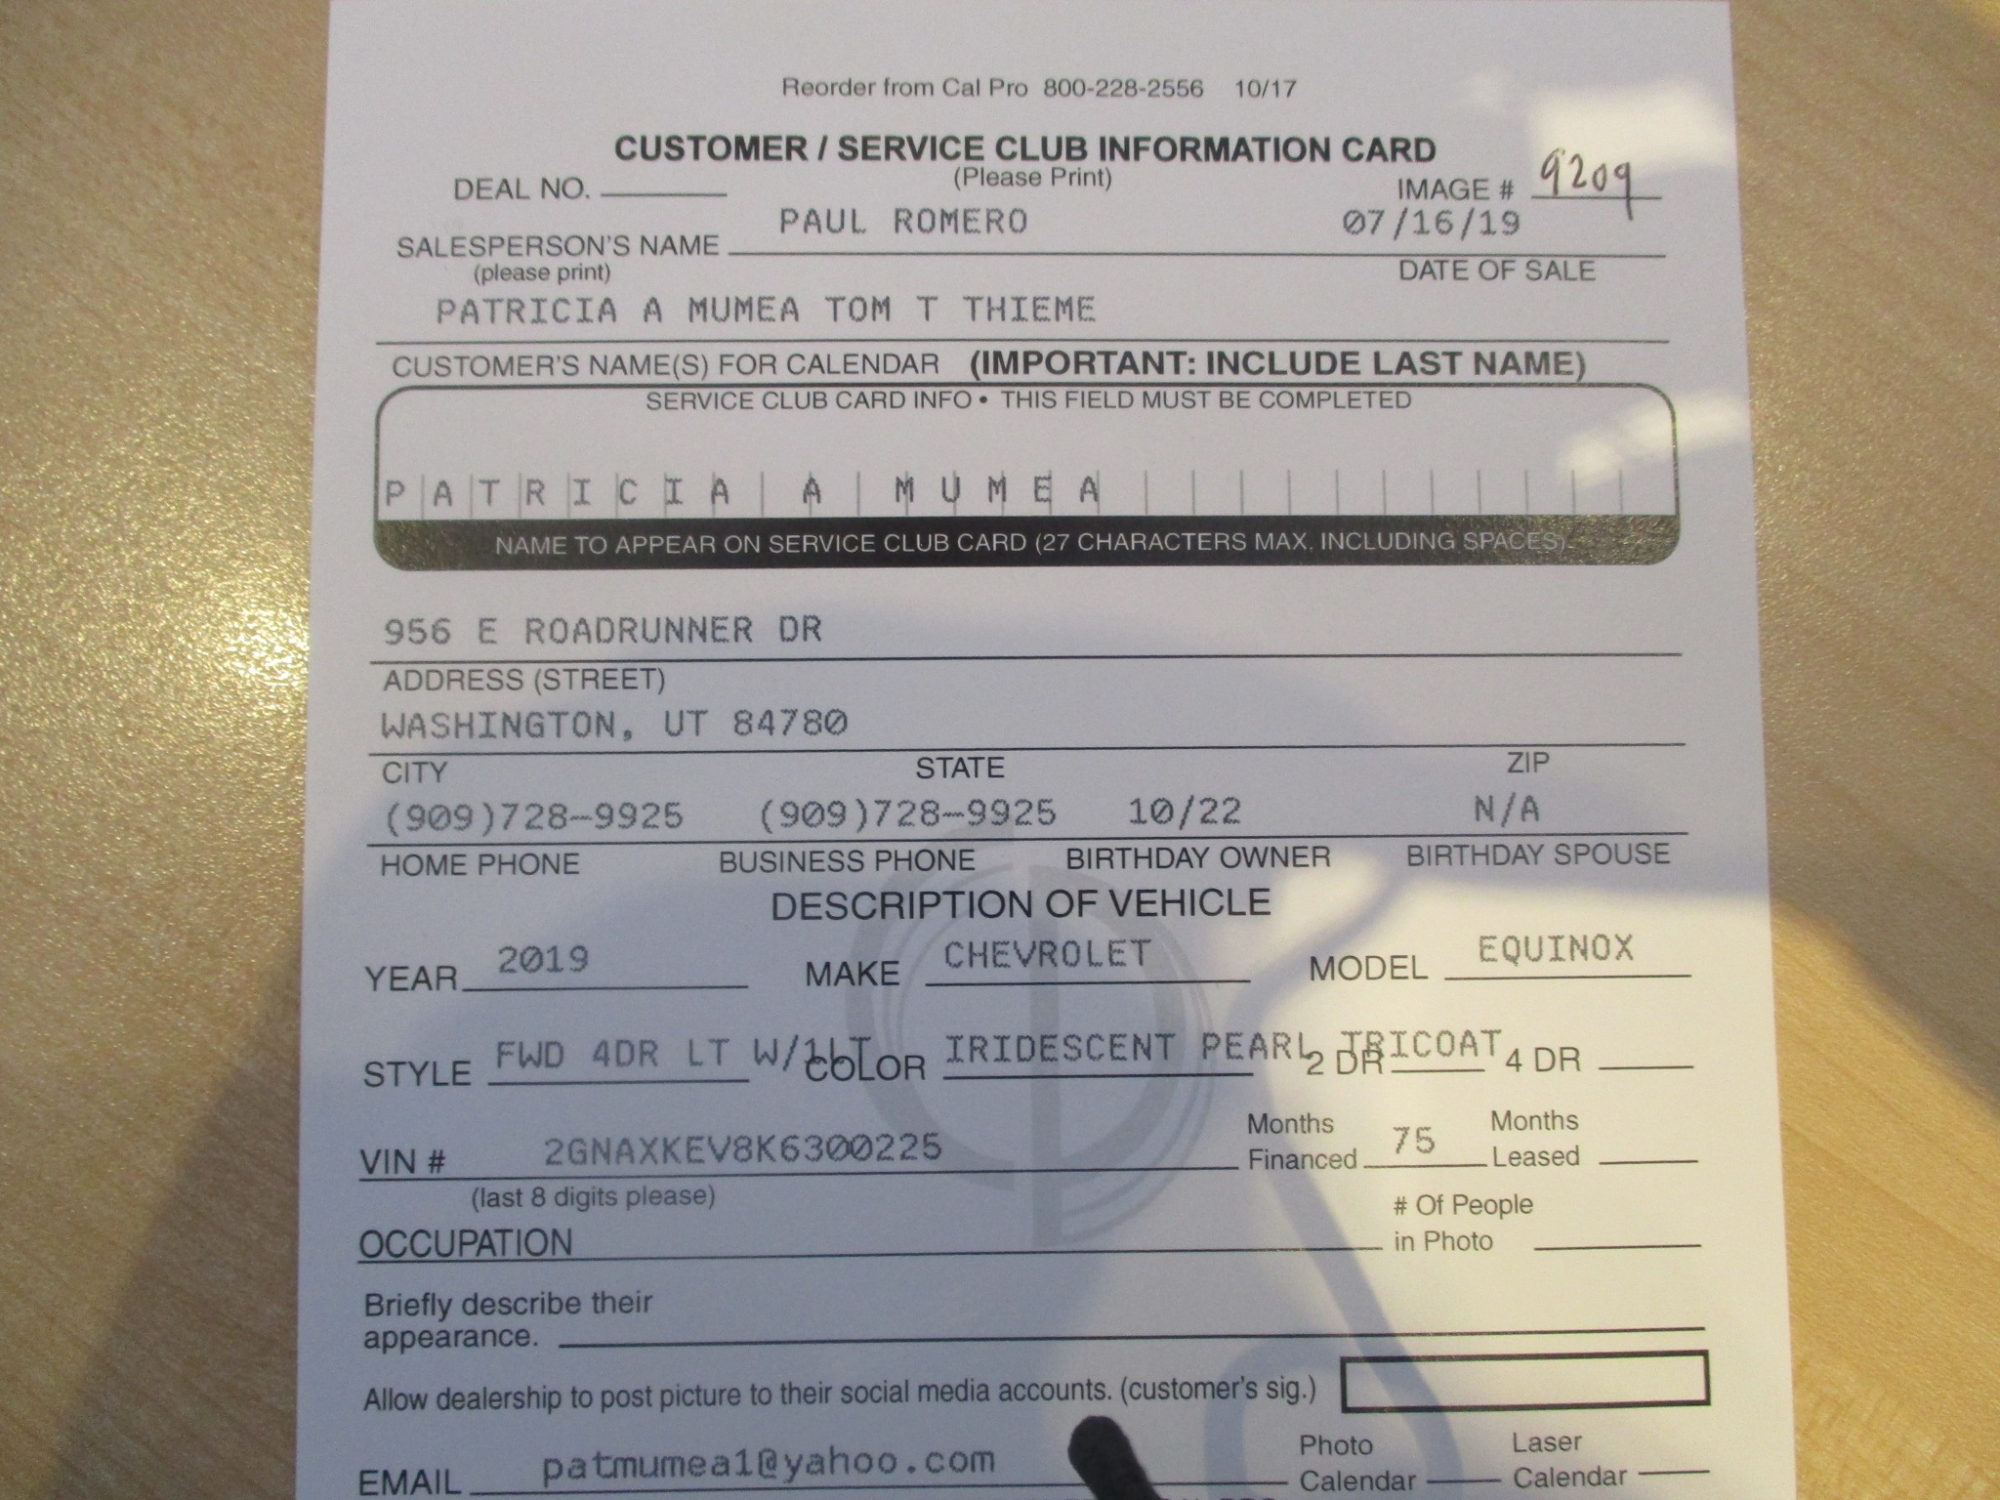 Reorder from Cal Pro 800-228-2556 10/17
CUSTOMER / SERVICE CLUB INFORMATION CARD
(Please Print)
DEAL NO. IMAGE # 9209
PAUL ROMERO 07/16/19
SALESPERSON'S NAME
(please print) DATE OF SALE
PATRICIA A MUMEA TOM T THIEME
CUSTOMER'S NAME(S) FOR CALENDAR (IMPORTANT: INCLUDE LAST NAME)
SERVICE CLUB CARD INFO • THIS FIELD MUST BE COMPLETED
PATRICIA A MUMEA
NAME TO APPEAR ON SERVICE CLUB CARD (27 CHARACTERS MAX. INCLUDING SPACES)
956 E ROADRUNNER DR
ADDRESS (STREET)
WASHINGTON, UT 84780
CITY STATE ZIP
(909)728-9925 (909)728-9925 10/22 N/A
HOME PHONE BUSINESS PHONE BIRTHDAY OWNER BIRTHDAY SPOUSE
DESCRIPTION OF VEHICLE
YEAR 2019 MAKE CHEVROLET MODEL EQUINOX
STYLE FWD 4DR LT W/1LT COLOR IRIDESCENT PEARL TRICOAT 2 DR 4 DR
VIN # 2GNAXKEV8K6300225 Months Financed 75 Months Leased
(last 8 digits please) # Of People
OCCUPATION in Photo
Briefly describe their
appearance.
Allow dealership to post picture to their social media accounts. (customer's sig.)
EMAIL patmumea1@yahoo.com Photo Calendar Laser Calendar